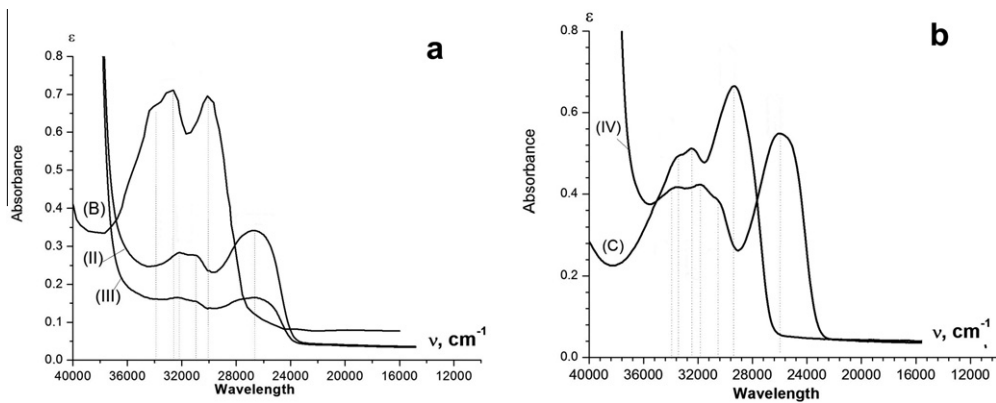 ε
a
0.8
0.7
0.6
0.5
0.4
0.3
0.2
0.1
0.0
Absorbance
(B)
(II)
(III)
ν, cm-1
40000 36000 32000 28000 24000 20000 16000 12000
Wavelength
ε
b
0.8
0.6
0.4
0.2
0.0
Absorbance
(IV)
(C)
ν, cm-1
40000 36000 32000 28000 24000 20000 16000 12000
Wavelength